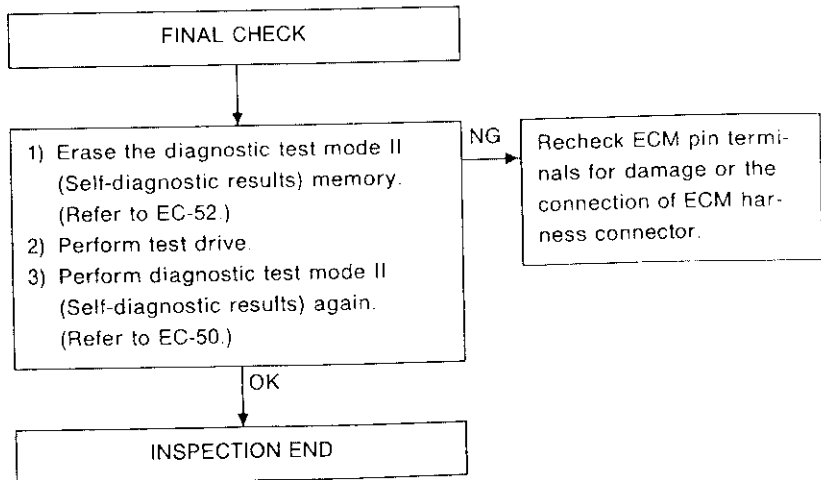 FINAL CHECK
1) Erase the diagnostic test mode II
(Self-diagnostic results) memory.
(Refer to EC-52.)
2) Perform test drive.
3) Perform diagnostic test mode II
(Self-diagnostic results) again.
(Refer to EC-50.)
NG
Recheck ECM pin termi-
nals for damage or the
connection of ECM har-
ness connector.
OK
INSPECTION END